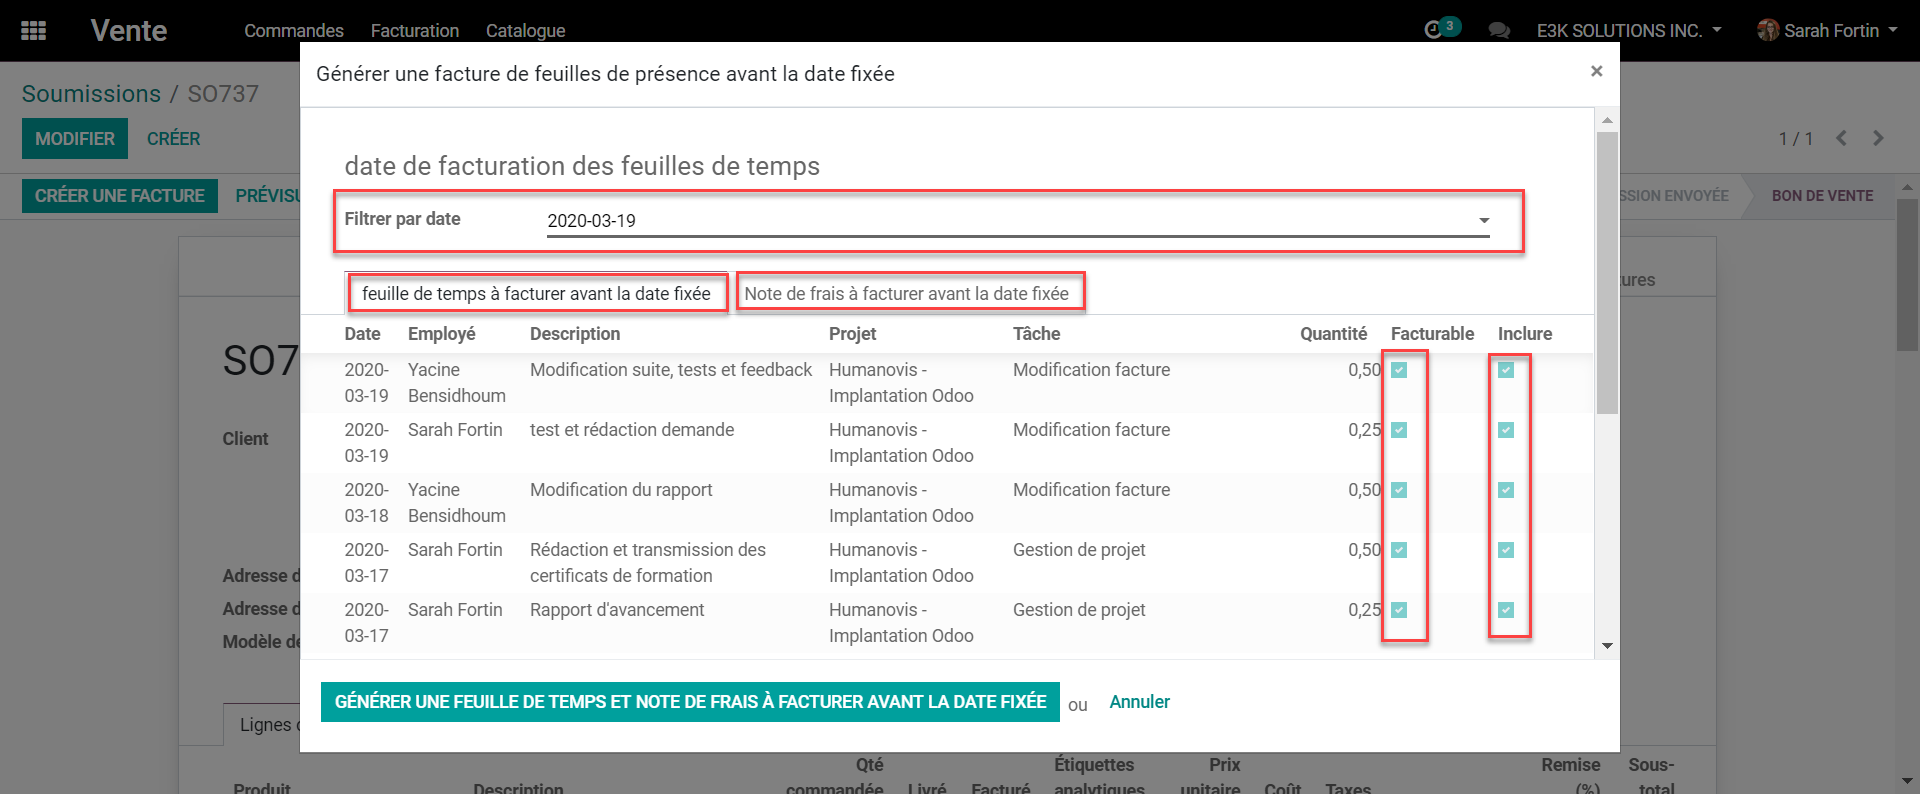 Vente
Commandes
Facturation
Catalogue
3
E3K SOLUTIONS INC.
Sarah Fortin
Soumissions / SO737
MODIFIER
CRÉER
1 / 1
CRÉER UNE FACTURE
ENVOYÉE
BON DE VENTE
Générer une facture de feuilles de présence avant la date fixée
×
date de facturation des feuilles de temps
Filtrer par date
2020-03-19
feuille de temps à facturer avant la date fixée
Note de frais à facturer avant la date fixée
Date Employé Description Projet Tâche Quantité Facturable Inclure
2020- Yacine Modification suite, tests et feedback Humanovis - Modification facture 0,50
03-19 Bensidhoum Implantation Odoo
2020- Sarah Fortin test et rédaction demande Humanovis - Modification facture 0,25
03-19 Implantation Odoo
2020- Yacine Modification du rapport Humanovis - Modification facture 0,50
03-18 Bensidhoum Implantation Odoo
2020- Sarah Fortin Rédaction et transmission des Humanovis - Gestion de projet 0,50
03-17 certificats de formation Implantation Odoo
2020- Sarah Fortin Rapport d'avancement Humanovis - Gestion de projet 0,25
03-17 Implantation Odoo
GÉNÉRER UNE FEUILLE DE TEMPS ET NOTE DE FRAIS À FACTURER AVANT LA DATE FIXÉE
ou
Annuler
SO7
Client
Adresse d
Adresse d
Modèle de
Lignes
Qté Étiquettes Prix Remise Sous-
Produit Description commandée Livré Facturé analytiques unitaire Coût Taxes (%) total